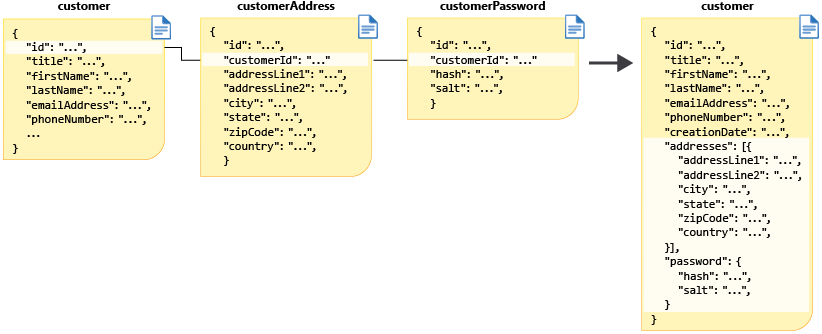 customer
{
"id": "...",
"title": "...",
"firstName": "...",
"lastName": "...",
"emailAddress": "...",
"phoneNumber": "...",
...
}
customerAddress
{
"id": "...",
"customerId": "..."
"addressLine1": "...",
"addressLine2": "...",
"city": "...",
"state": "...",
"zipCode": "...",
"country": "...",
}
customerPassword
{
"id": "...",
"customerId": "..."
"hash": "...",
"salt": "...",
}
customer
{
"id": "...",
"title": "...",
"firstName": "...",
"lastName": "...",
"emailAddress": "...",
"phoneNumber": "...",
"creationDate": "...",
"addresses": [{
"addressLine1": "...",
"addressLine2": "...",
"city": "...",
"state": "...",
"zipCode": "...",
"country": "...",
}],
"password": {
"hash": "...",
"salt": "...",
}
}